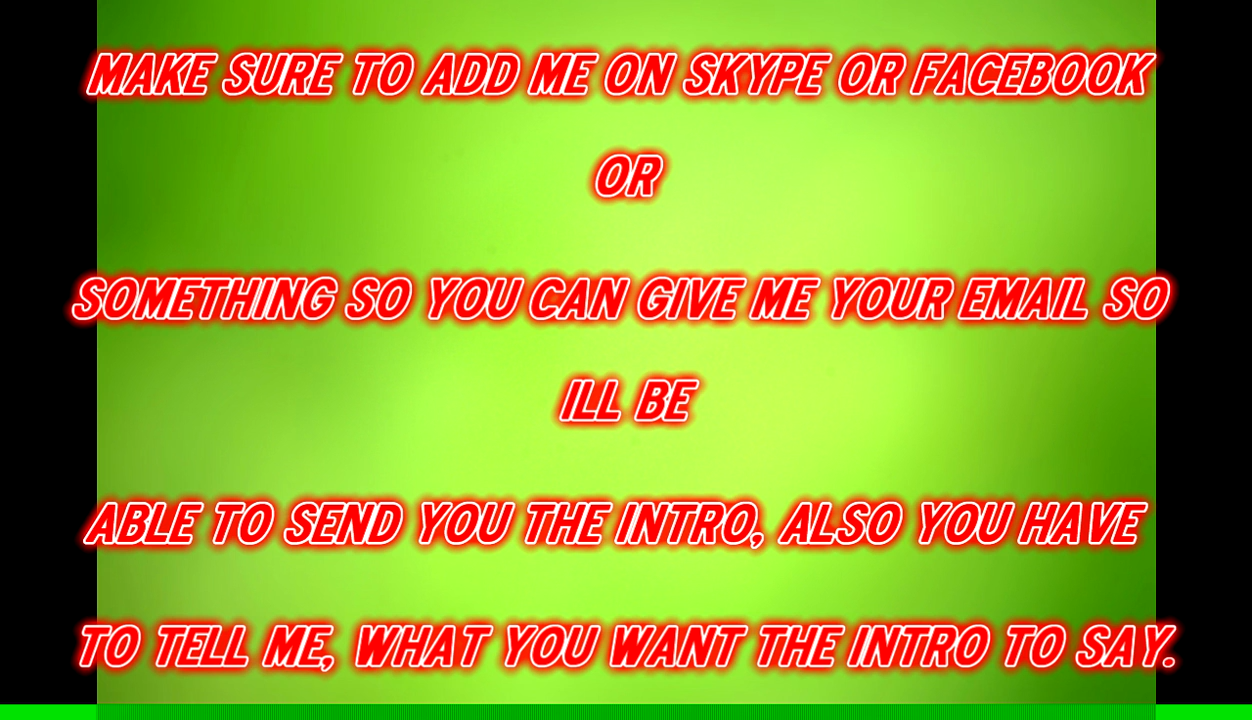 MAKE SURE TO ADD ME ON SKYPE OR FACEBOOK
OR
SOMETHING SO YOU CAN GIVE ME YOUR EMAIL SO
ILL BE
ABLE TO SEND YOU THE INTRO, ALSO YOU HAVE
TO TELL ME, WHAT YOU WANT THE INTRO TO SAY.